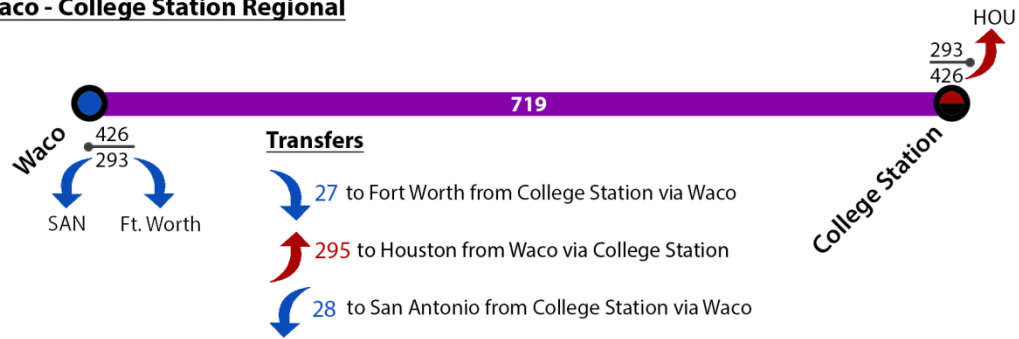 aco - College Station Regional
HOU
293
426
719
Waco
426
293
SAN
Ft. Worth
Transfers
27 to Fort Worth from College Station via Waco
295 to Houston from Waco via College Station
28 to San Antonio from College Station via Waco
College Station